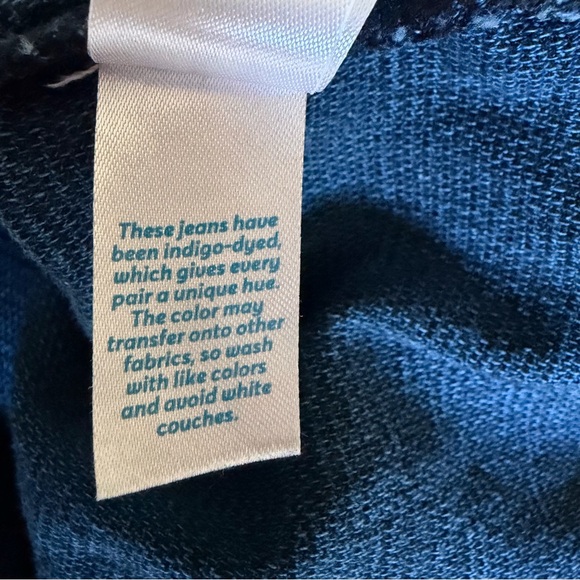 These jeans have
been indigo-dyed,
which gives every
pair a unique hue.
The color may
transfer onto other
fabrics, so wash
with like colors
and avoid white
couches.